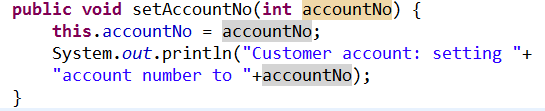 public void setAccountNo(int accountNo) {
this.accountNo = accountNo;
System.out.println("Customer account: setting "+
"account number to "+accountNo);
}